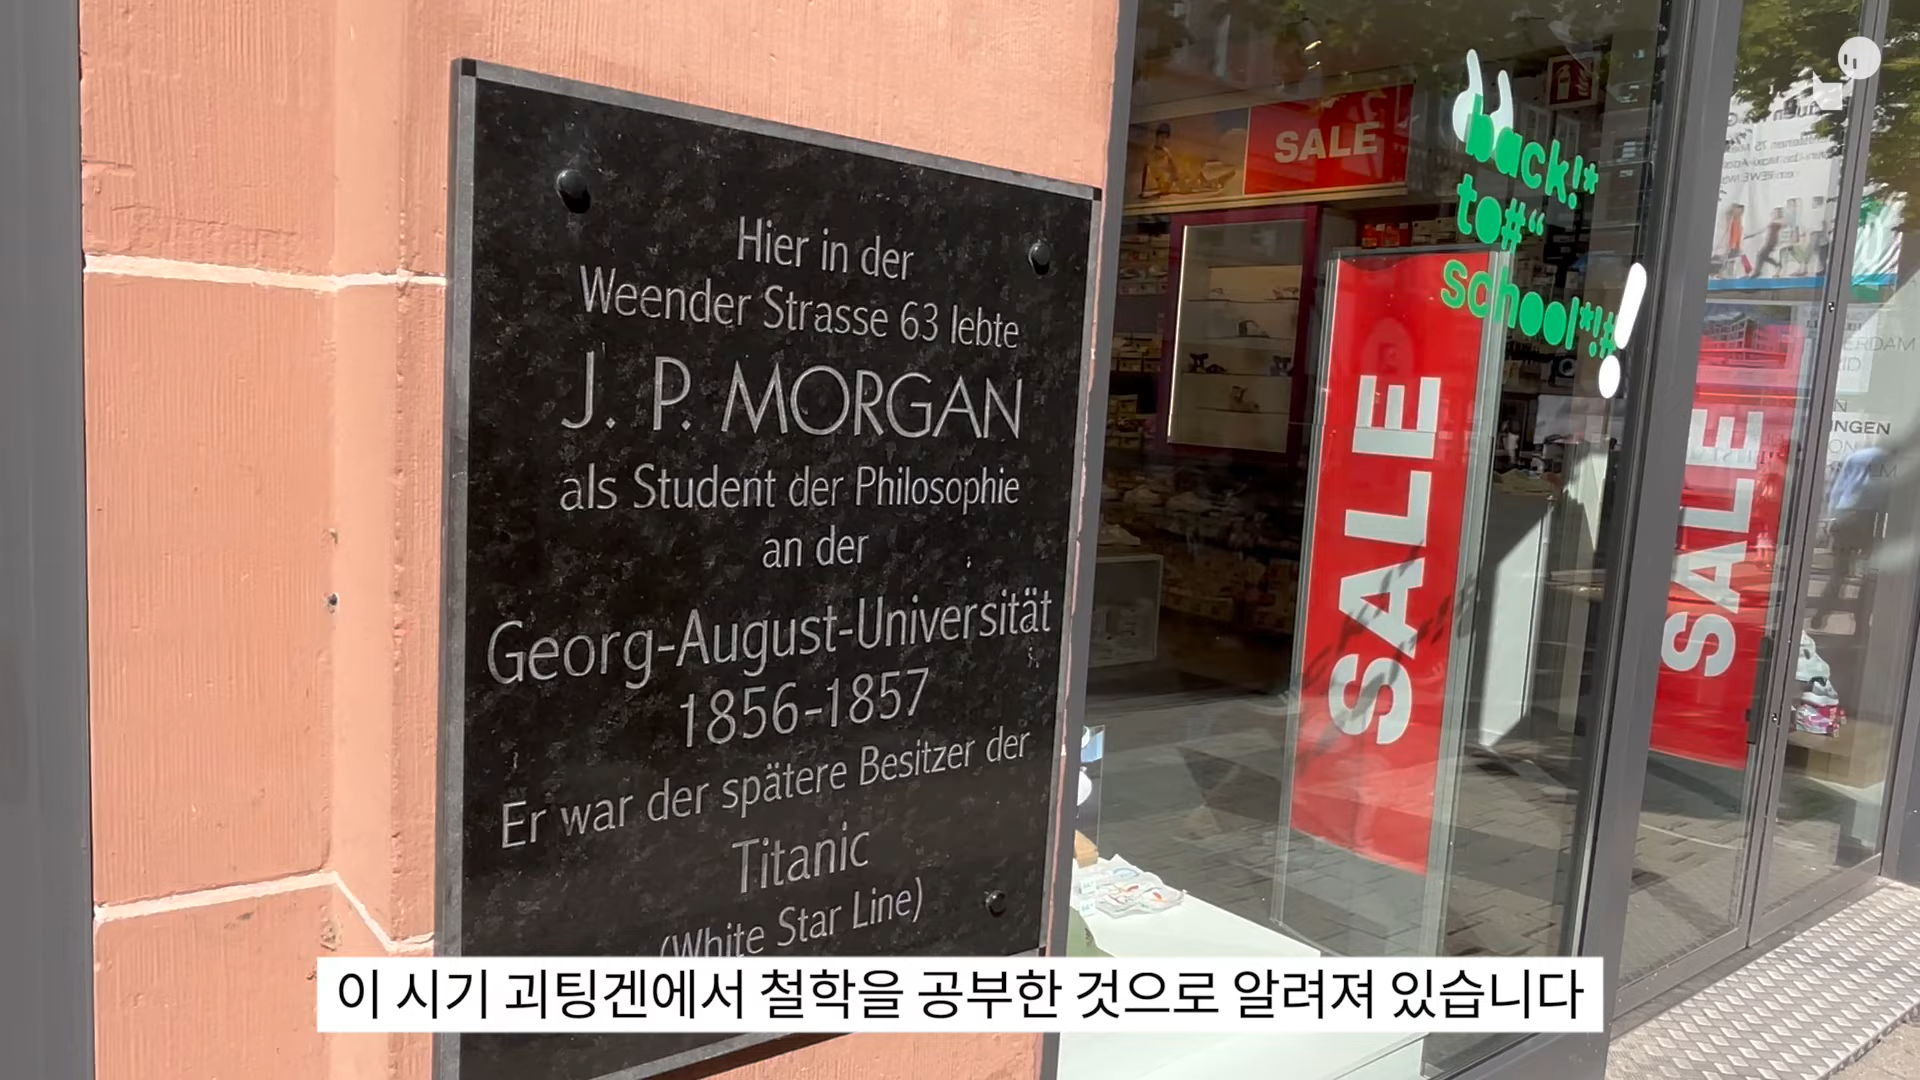 Hier in der
Weender Strasse 63 lebte
J. P. MORGAN
als Student der Philosophie
an der
Georg-August-Universität
1856-1857
Er war der spätere Besitzer der
Titanic
(White Star Line)
SALE
back!*
to#“
school*!#
SALE
SALE
ERDAM
INGEN
이 시기 괴팅겐에서 철학을 공부한 것으로 알려져 있습니다